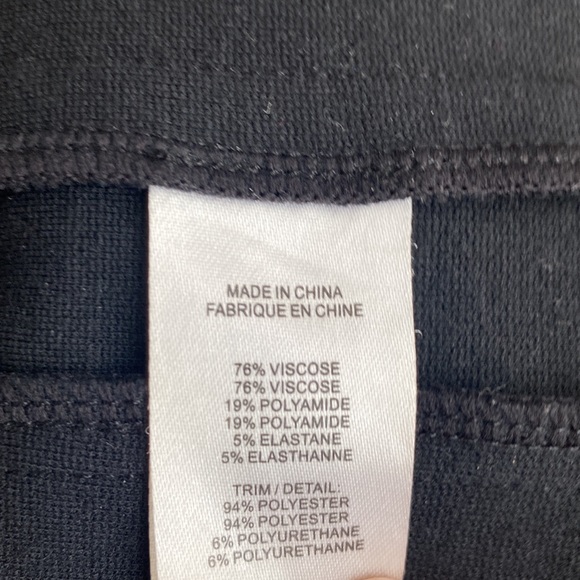 MADE IN CHINA
FABRIQUE EN CHINE
76% VISCOSE
76% VISCOSE
19% POLYAMIDE
19% POLYAMIDE
5% ELASTANE
5% ELASTHANNE
TRIM / DETAIL:
94% POLYESTER
94% POLYESTER
6% POLYURETHANE
6% POLYURETHANNE